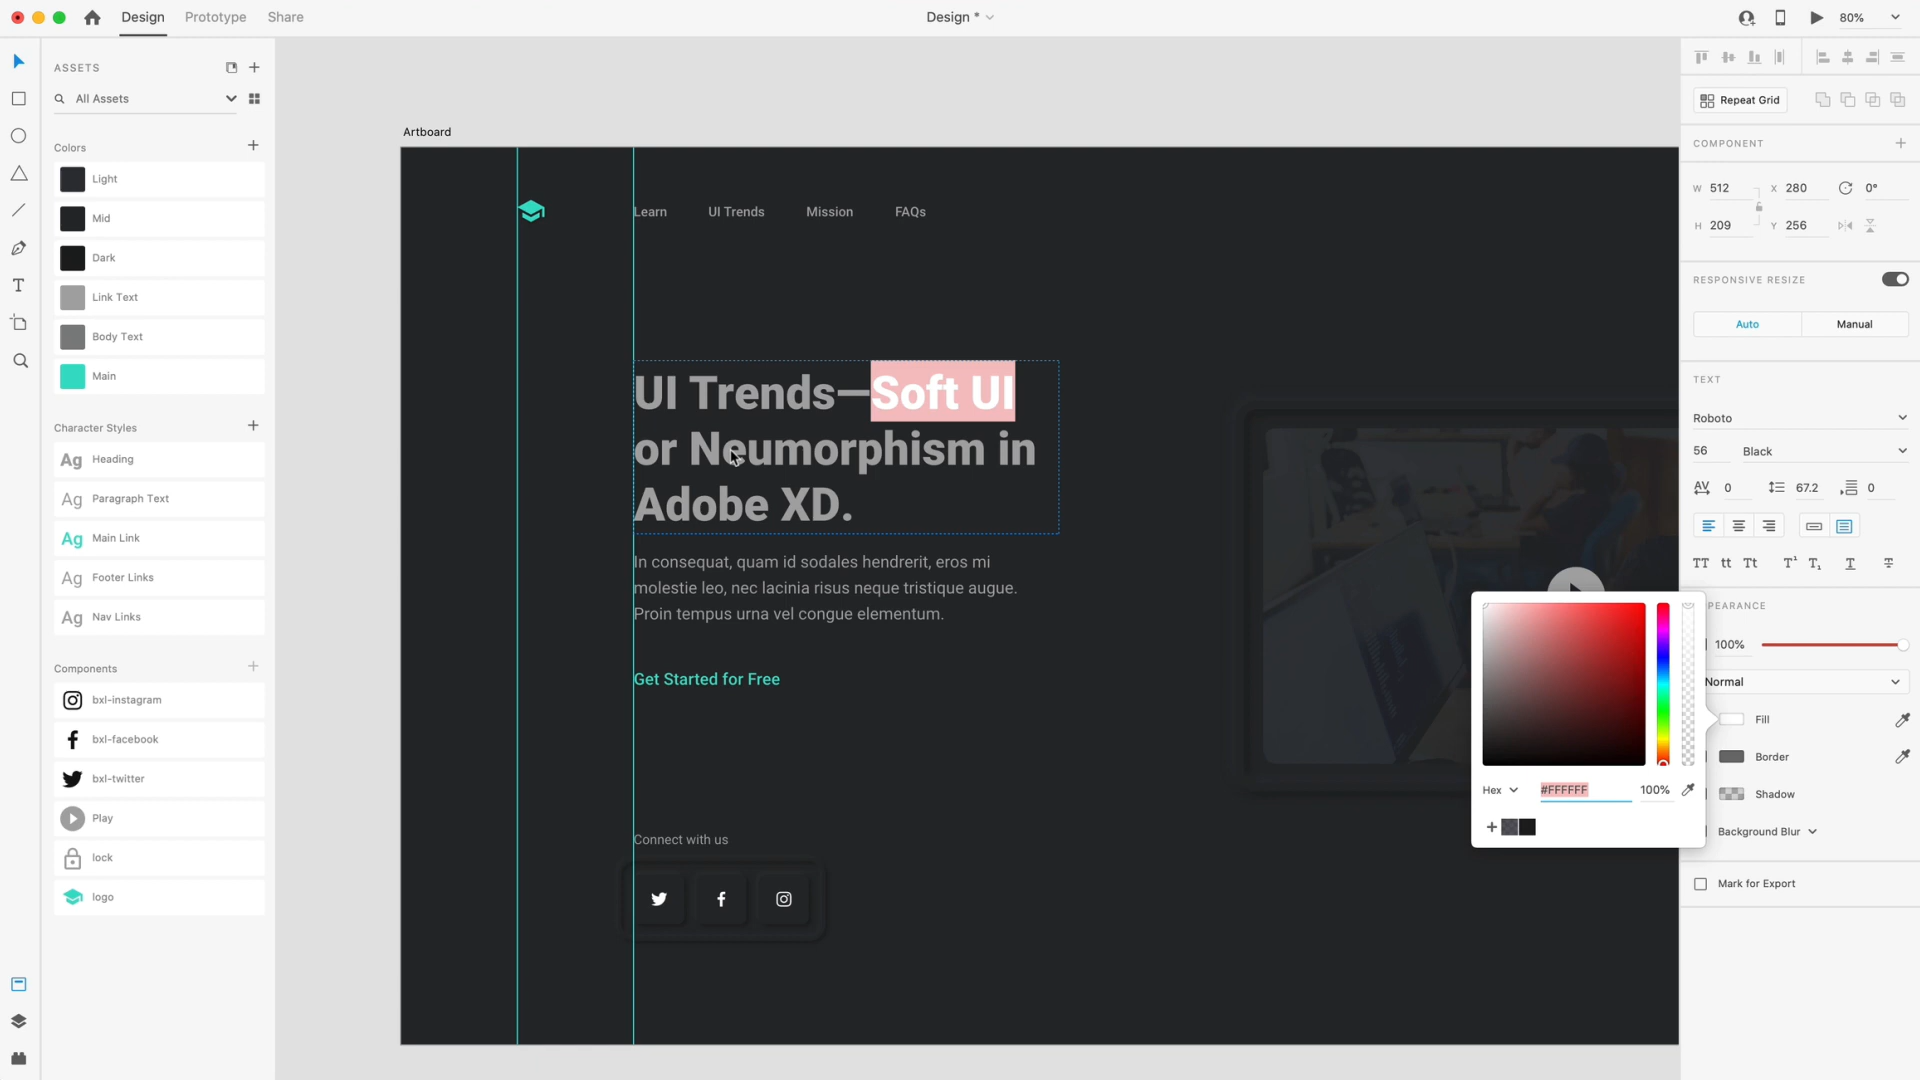 Design
Prototype
Share
Design *
80%
ASSETS
All Assets
Colors
Light
Mid
Dark
Link Text
Body Text
Main
Character Styles
Ag Heading
Ag Paragraph Text
Ag Main Link
Ag Footer Links
Ag Nav Links
Components
bxl-instagram
bxl-facebook
bxl-twitter
Play
lock
logo
Artboard
Learn
UI Trends
Mission
FAQs
UI Trends—Soft UI
or Neumorphism in
Adobe XD.
In consequat, quam id sodales hendrerit, eros mi
molestie leo, nec lacinia risus neque tristique augue.
Proin tempus urna vel congue elementum.
Get Started for Free
Connect with us
Repeat Grid
COMPONENT
W 512 X 280 0°
H 209 Y 256
RESPONSIVE RESIZE
Auto Manual
TEXT
Roboto
56 Black
AV 0 67.2 0
TT tt Tt T¹ T₁ T T
PEARANCE
100%
Normal
Fill
Border
Shadow
Background Blur
Mark for Export
Hex #FFFFFF 100%